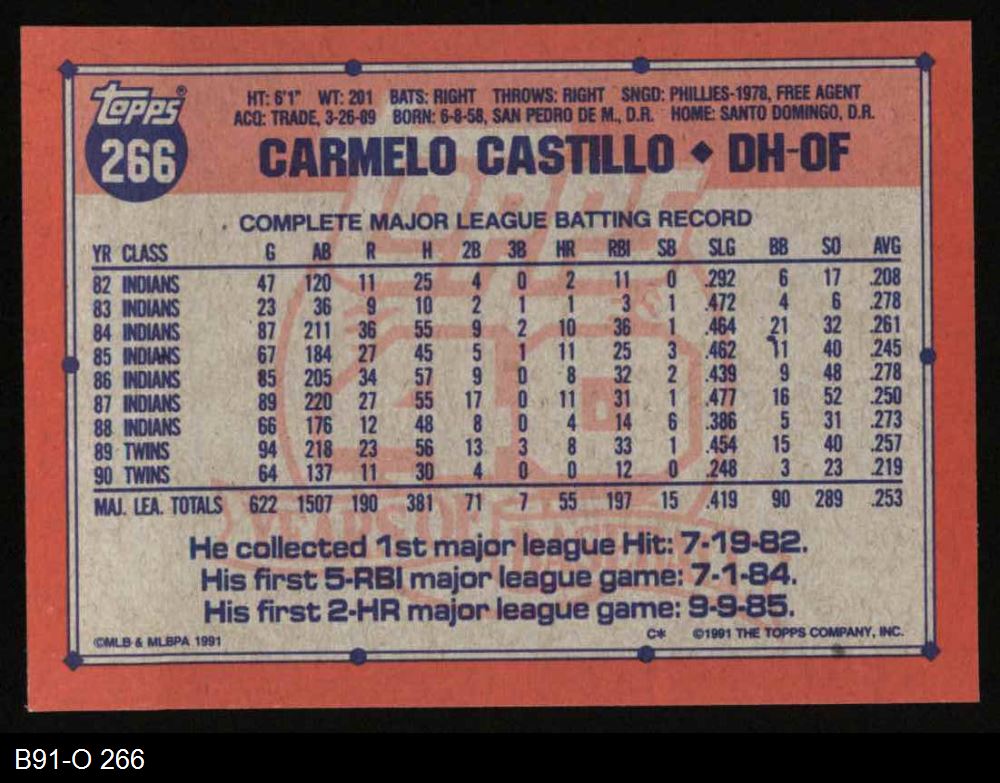 Topps®
266
HT: 6'1" WT: 201 BATS: RIGHT THROWS: RIGHT SNGD: PHILLIES-1978, FREE AGENT
ACQ: TRADE, 3-26-89 BORN: 6-8-58, SAN PEDRO DE M., D.R. HOME: SANTO DOMINGO, D.R.
CARMELO CASTILLO ◆ DH-OF
COMPLETE MAJOR LEAGUE BATTING RECORD
YR CLASS G AB R H 2B 3B HR RBI SB SLG BB SO AVG
82 INDIANS 47 120 11 25 4 0 2 11 0 .292 6 17 .208
83 INDIANS 23 36 9 10 2 1 1 3 1 .472 4 6 .278
84 INDIANS 87 211 36 55 9 2 10 36 1 .464 21 32 .261
85 INDIANS 67 184 27 45 5 1 11 25 3 .462 11 40 .245
86 INDIANS 85 205 34 57 9 0 8 32 2 .439 9 48 .278
87 INDIANS 89 220 27 55 17 0 11 31 1 .477 16 52 .250
88 INDIANS 66 176 12 48 8 0 4 14 6 .386 5 31 .273
89 TWINS 94 218 23 56 13 3 8 33 1 .454 15 40 .257
90 TWINS 64 137 11 30 4 0 0 12 0 .248 3 23 .219
MAJ. LEA. TOTALS 622 1507 190 381 71 7 55 197 15 .419 90 289 .253
TOPPS
40
YEARS OF BASEBALL
He collected 1st major league Hit: 7-19-82.
His first 5-RBI major league game: 7-1-84.
His first 2-HR major league game: 9-9-85.
©MLB & MLBPA 1991 C* ©1991 THE TOPPS COMPANY, INC.
B91-O 266